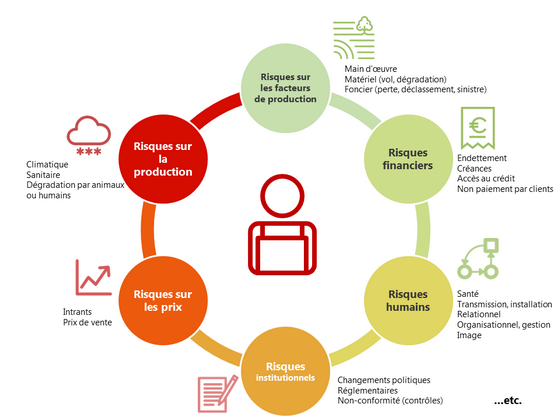 Risques sur
les facteurs
de production
Main d'œuvre
Matériel (vol, dégradation)
Foncier (perte, déclassement, sinistre)
Risques
financiers
Endettement
Créances
Accès au crédit
Non paiement par clients
Risques
humains
Santé
Transmission, installation
Relationnel
Organisationnel, gestion
Image
Risques
institutionnels
Changements politiques
Réglementaires
Non-conformité (contrôles)
Risques sur
les prix
Intrants
Prix de vente
Risques sur
la
production
Climatique
Sanitaire
Dégradation par animaux
ou humains
...etc.